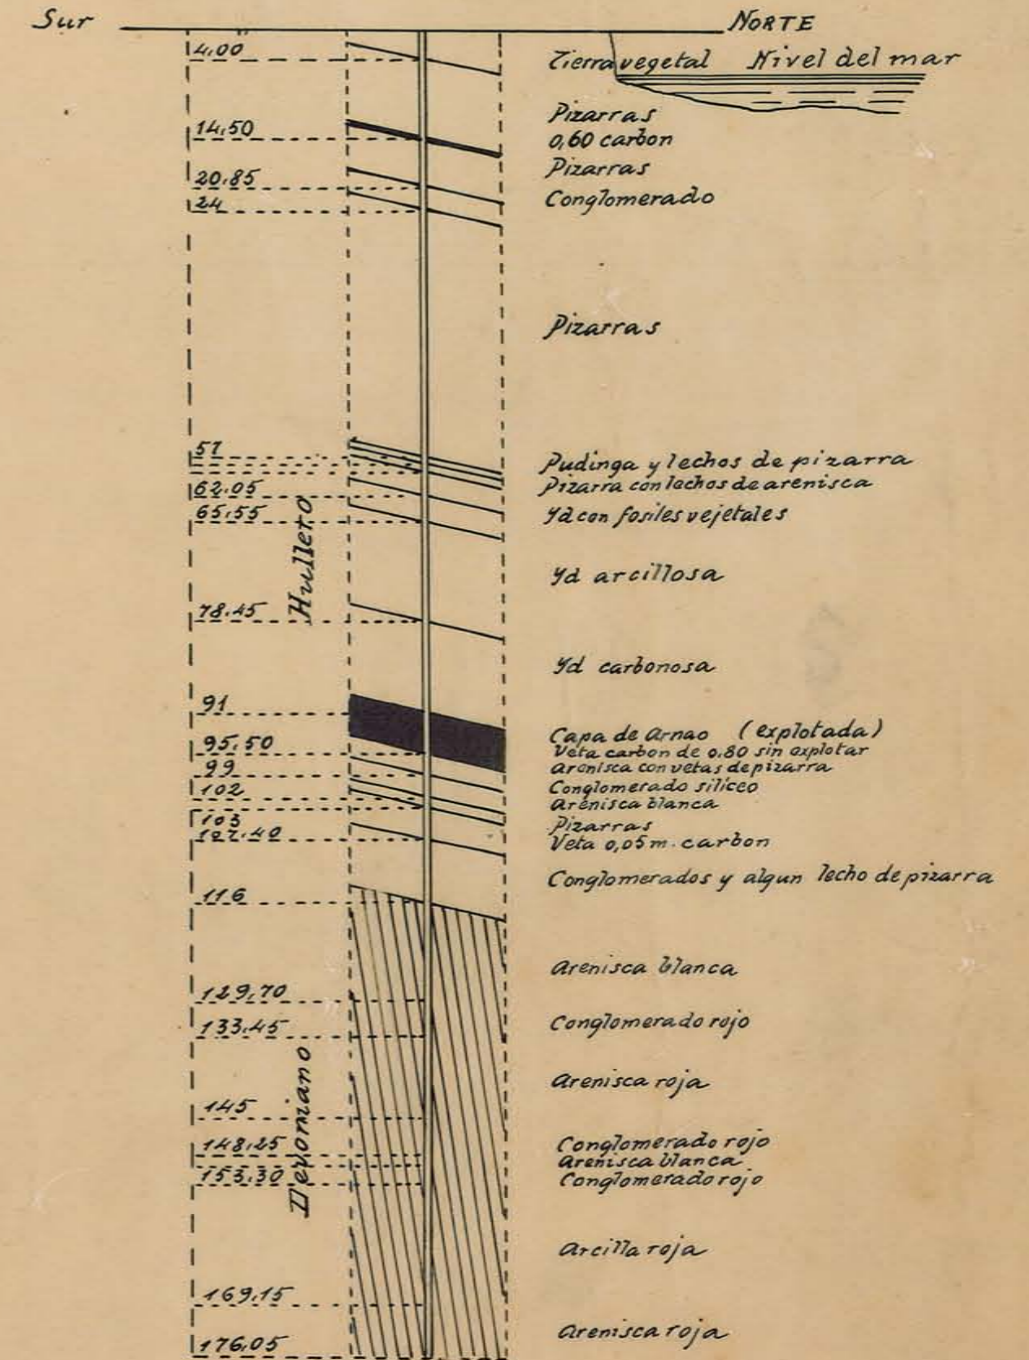 Sur
NORTE
4,00
Tierra vegetal
Nivel del mar
Pizarras
14,50
0,60 carbon
Pizarras
20,85
Conglomerado
24
Pizarras
57
Pudinga y lechos de pizarra
Pizarra con lechos de arenisca
62.05
Yd con fosiles vejetales
65,55
Hullero
Yd arcillosa
78.45
Yd carbonosa
91
Capa de Arnao (explotada)
95,50
Veta carbon de 0.80 sin explotar
Arenisca con vetas de pizarra
99
Conglomerado silíceo
102
Arenisca blanca
103
Pizarras
Veta 0,05 m. carbon
Conglomerados y algun lecho de pizarra
116
Arenisca blanca
129,70
Conglomerado rojo
133,45
Arenisca roja
145
Conglomerado rojo
148,25
Arenisca blanca
153,30
Conglomerado rojo
Arcilla roja
169,15
Arenisca roja
176,05